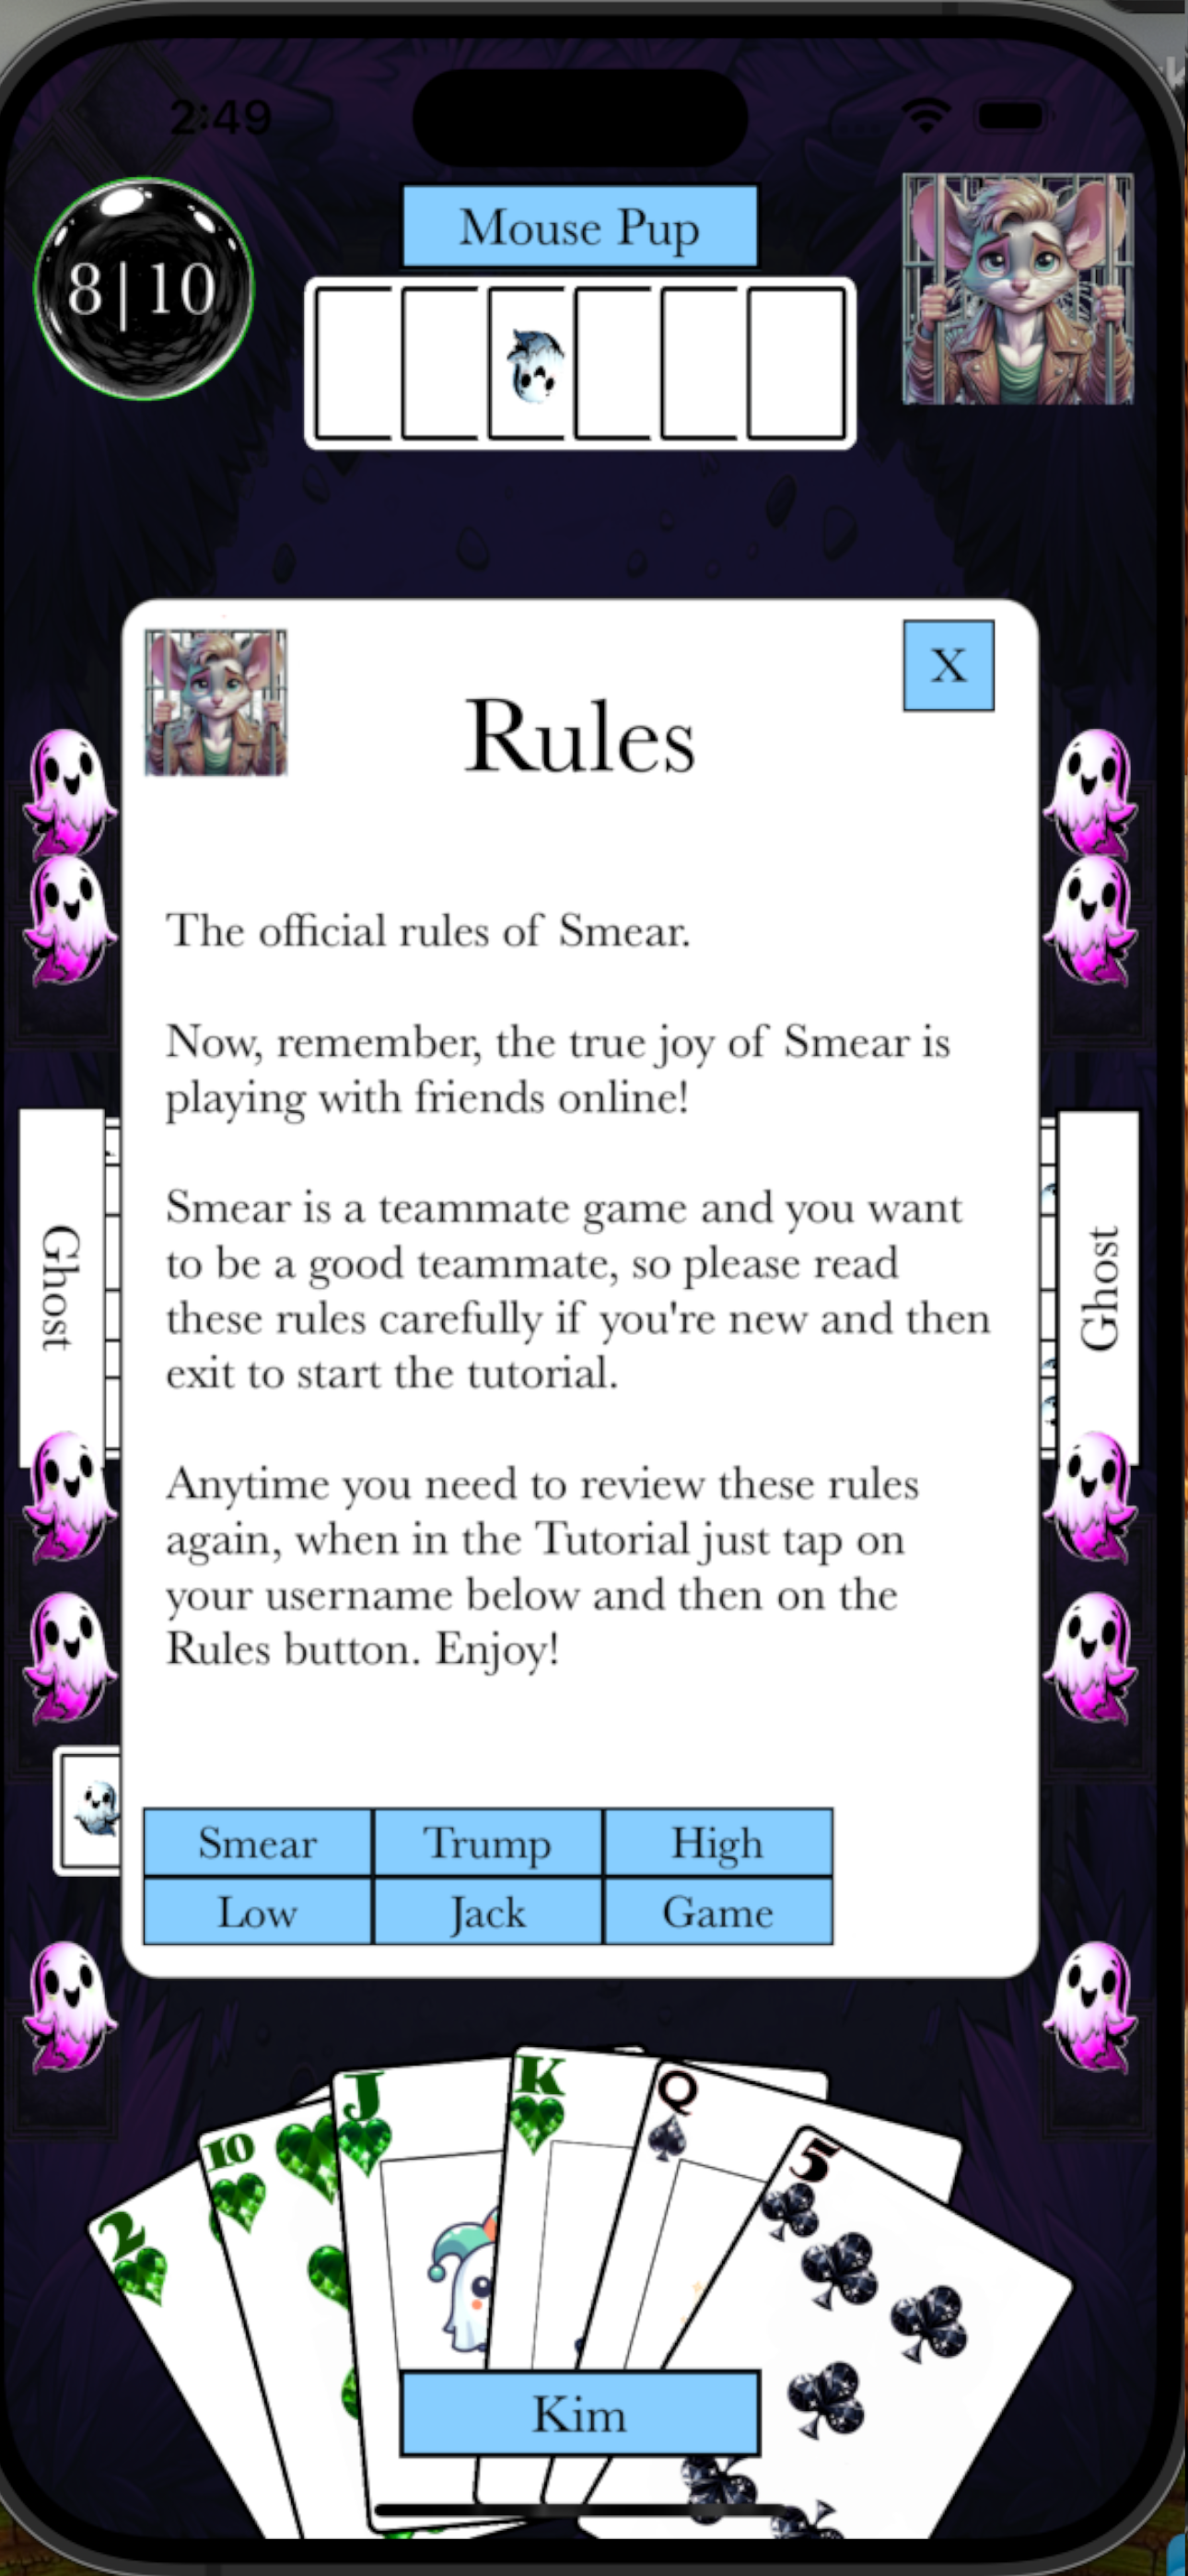 2:49
8|10
Mouse Pup
X
Rules
The official rules of Smear.
Now, remember, the true joy of Smear is
playing with friends online!
Smear is a teammate game and you want
to be a good teammate, so please read
these rules carefully if you're new and then
exit to start the tutorial.
Anytime you need to review these rules
again, when in the Tutorial just tap on
your username below and then on the
Rules button. Enjoy!
Ghost
Ghost
Smear Trump High
Low Jack Game
2
10
J
K
Q
5
Kim